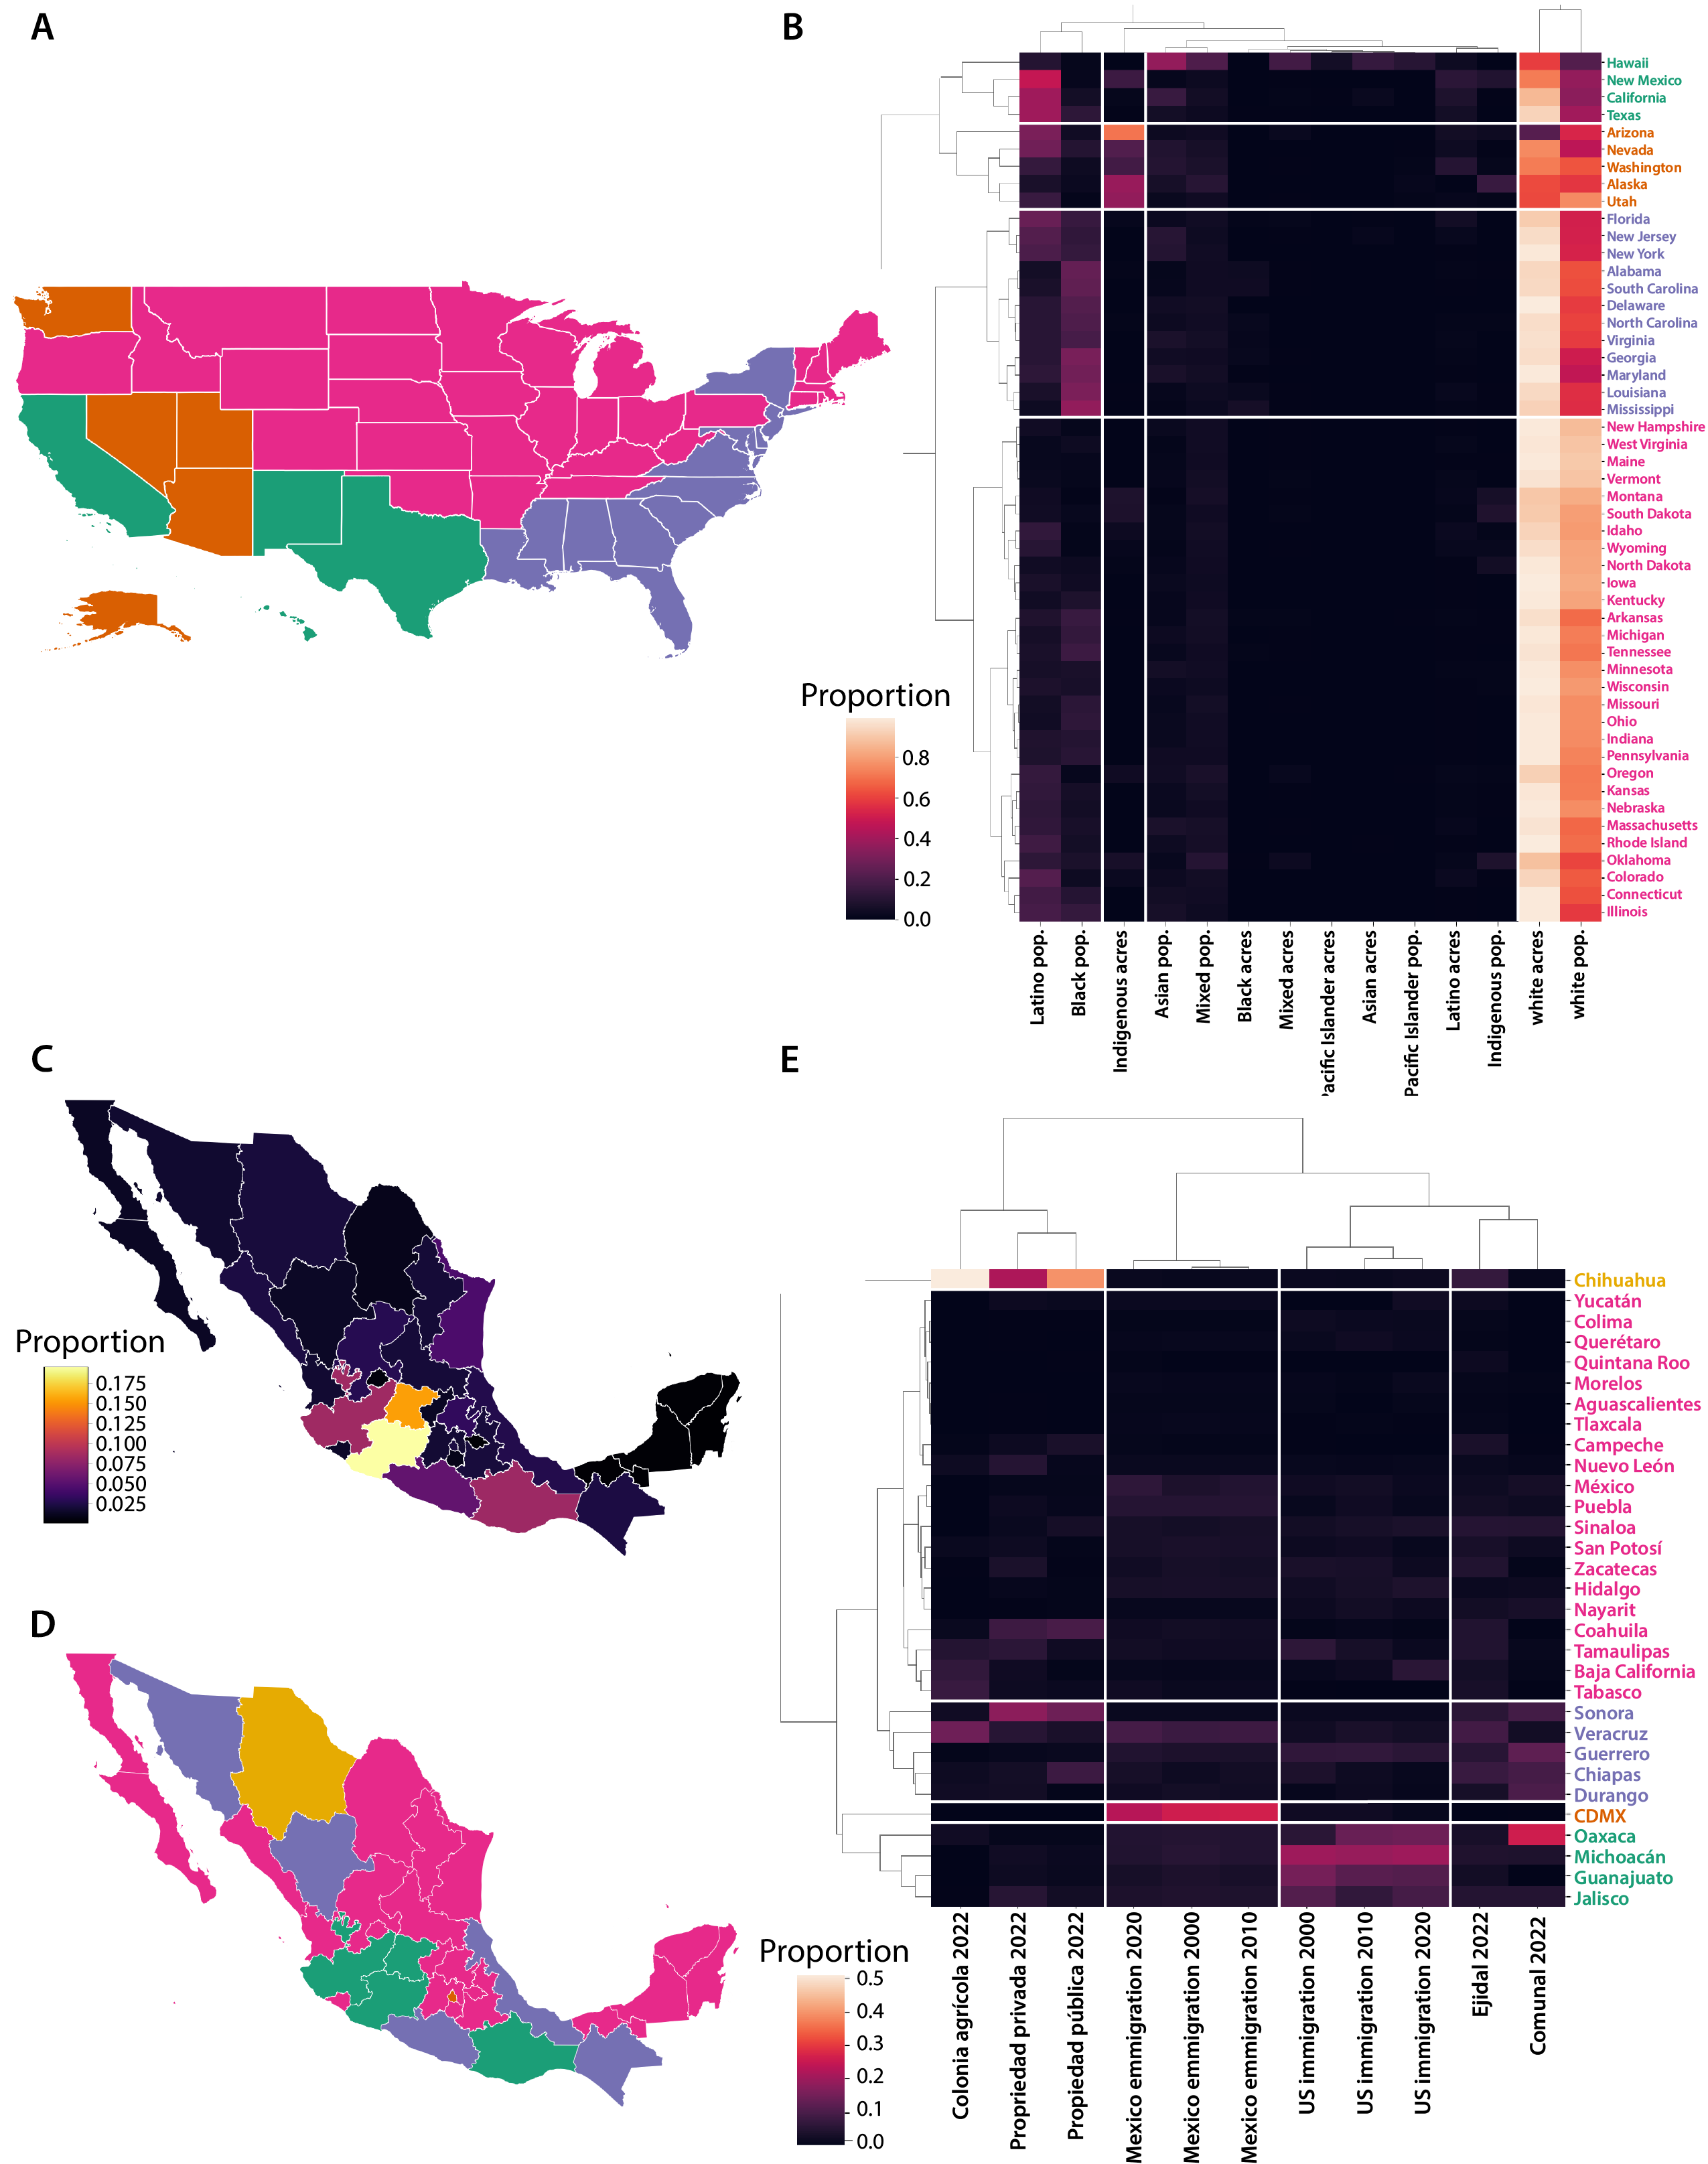 A
B
Hawaii
New Mexico
California
Texas
Arizona
Nevada
Washington
Alaska
Utah
Florida
New Jersey
New York
Alabama
South Carolina
Delaware
North Carolina
Virginia
Georgia
Maryland
Louisiana
Mississippi
New Hampshire
West Virginia
Maine
Vermont
Montana
South Dakota
Idaho
Wyoming
North Dakota
Iowa
Kentucky
Arkansas
Michigan
Tennessee
Minnesota
Wisconsin
Missouri
Ohio
Indiana
Pennsylvania
Oregon
Kansas
Nebraska
Massachusetts
Rhode Island
Oklahoma
Colorado
Connecticut
Illinois
Proportion
0.8
0.6
0.4
0.2
0.0
Latino pop.
Black pop.
Indigenous acres
Asian pop.
Mixed pop.
Black acres
Mixed acres
Pacific Islander acres
Asian acres
Pacific Islander pop.
Latino acres
Indigenous pop.
white acres
white pop.
C
Proportion
0.175
0.150
0.125
0.100
0.075
0.050
0.025
D
E
Chihuahua
Yucatán
Colima
Querétaro
Quintana Roo
Morelos
Aguascalientes
Tlaxcala
Campeche
Nuevo León
México
Puebla
Sinaloa
San Potosí
Zacatecas
Hidalgo
Nayarit
Coahuila
Tamaulipas
Baja California
Tabasco
Sonora
Veracruz
Guerrero
Chiapas
Durango
CDMX
Oaxaca
Michoacán
Guanajuato
Jalisco
Proportion
0.5
0.4
0.3
0.2
0.1
0.0
Colonia agrícola 2022
Propriedad privada 2022
Propiedad pública 2022
Mexico emmigration 2020
Mexico emmigration 2000
Mexico emmigration 2010
US immigration 2000
US immigration 2010
US immigration 2020
Ejidal 2022
Comunal 2022